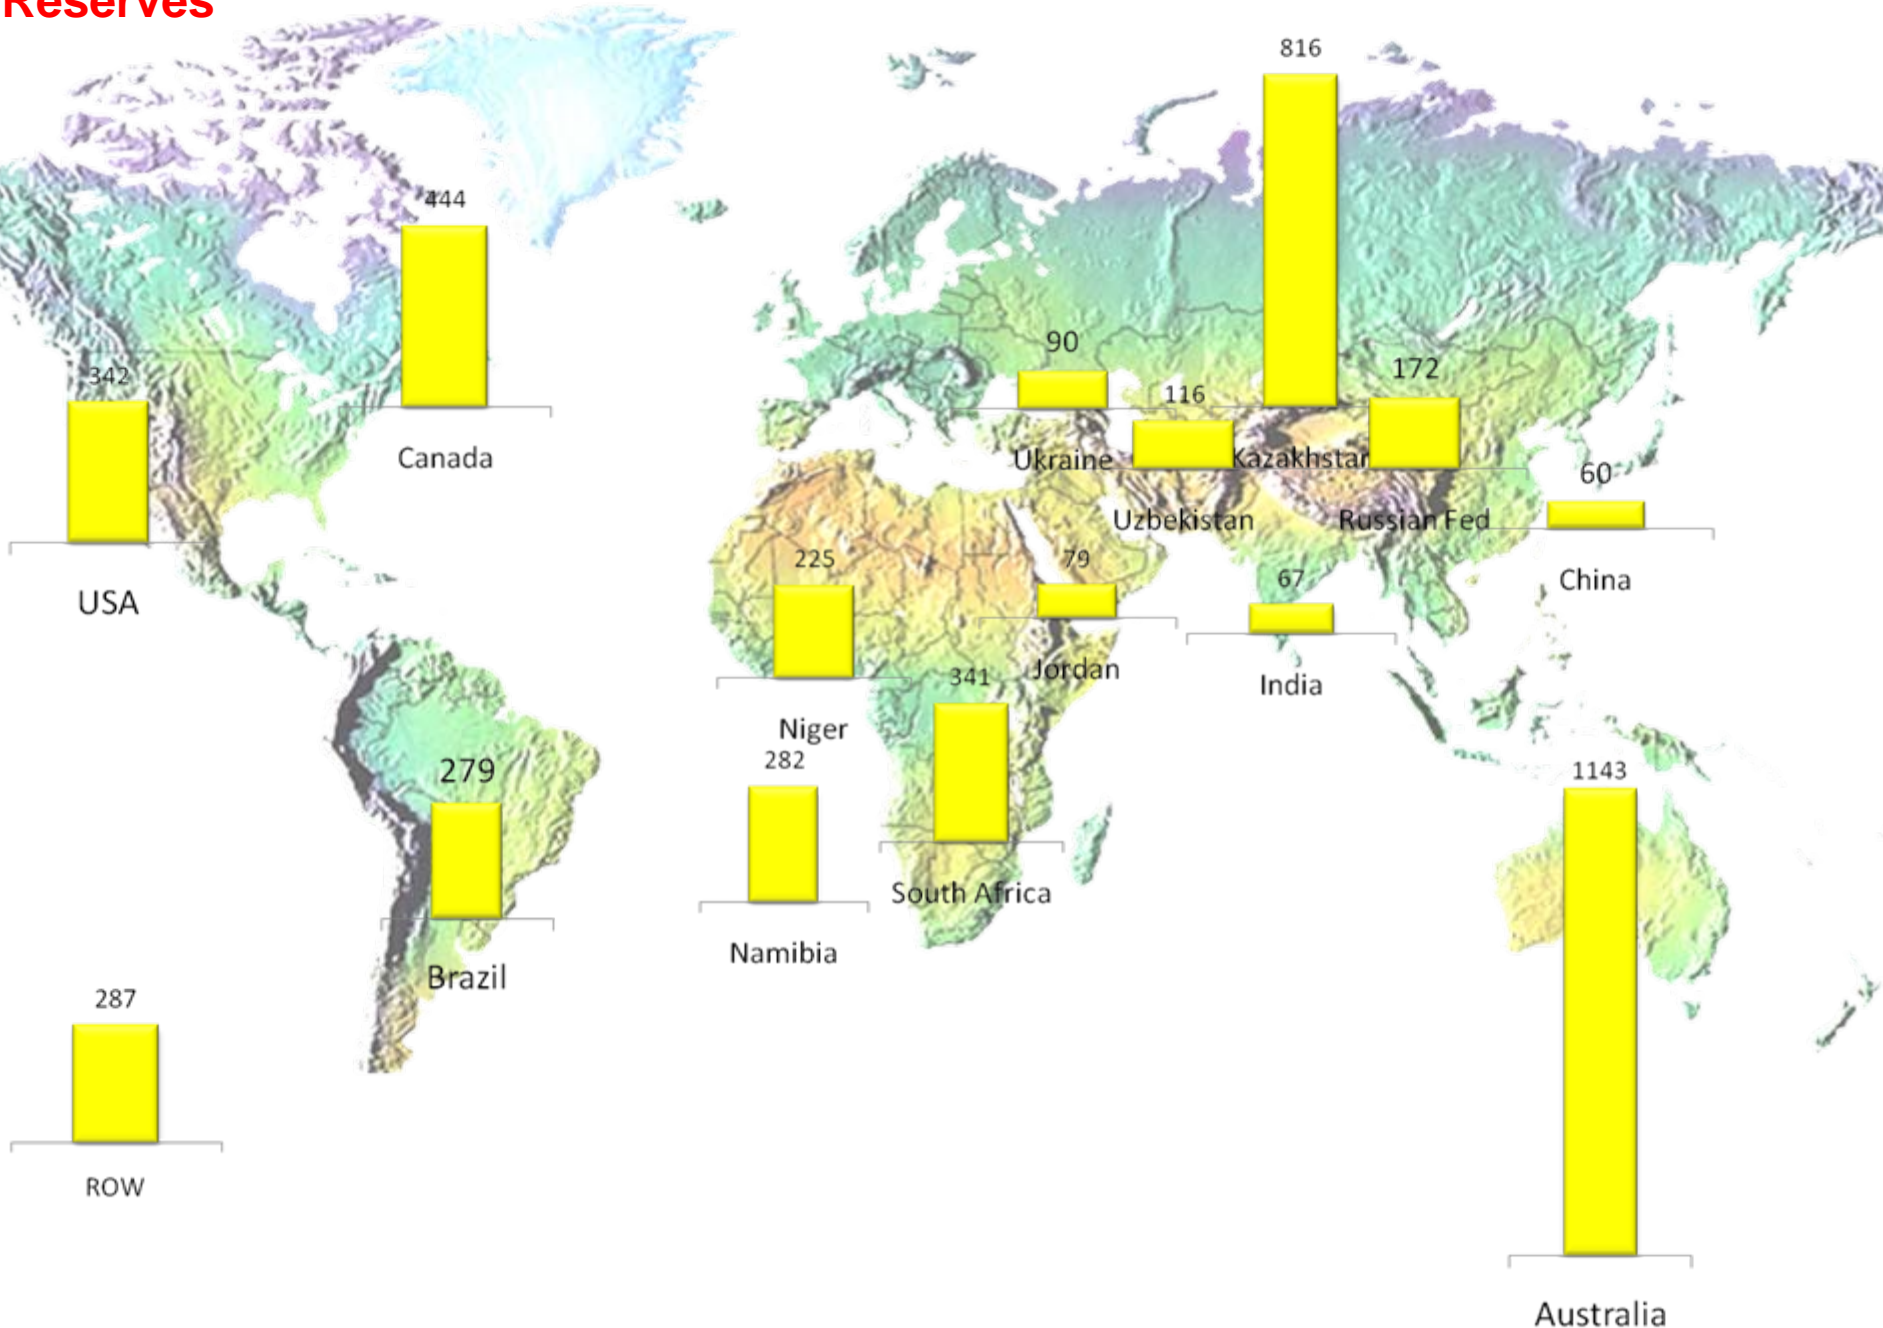 Reserves
816
444
90
172
342
116
Canada
Ukraine
Kazakhstan
60
Uzbekistan
Russian Fed
225
79
67
China
USA
341
Jordan
India
Niger
282
279
1143
South Africa
Namibia
Brazil
287
ROW
Australia